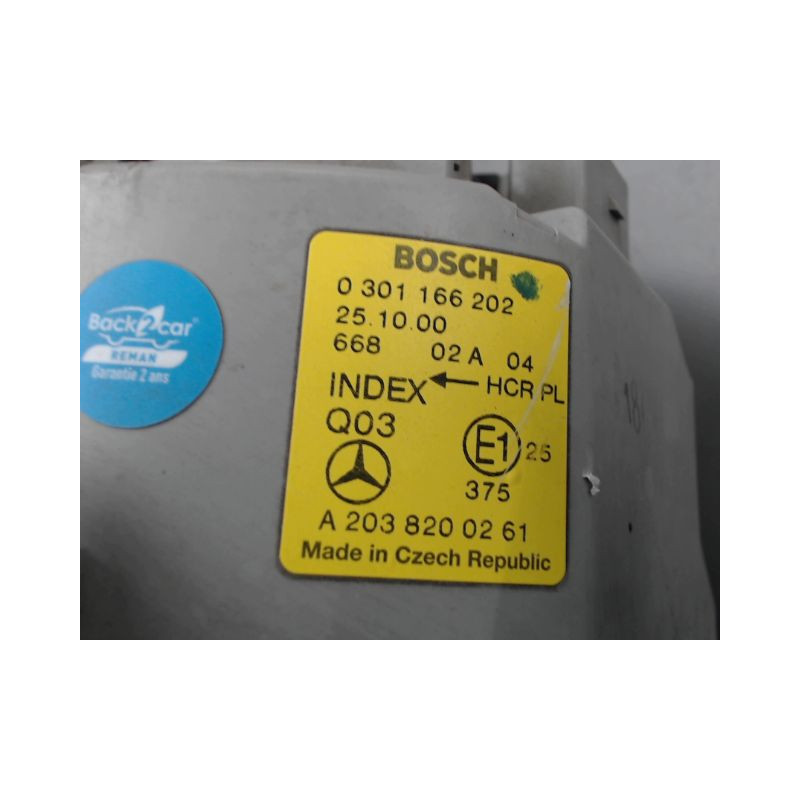 BOSCH
0 301 166 202
25.10.00
668 02 A 04
INDEX ← HCR PL
Q03
E1 25
375
A 203 820 02 61
Made in Czech Republic
Back2car
REMAN
Garantie 2 ans